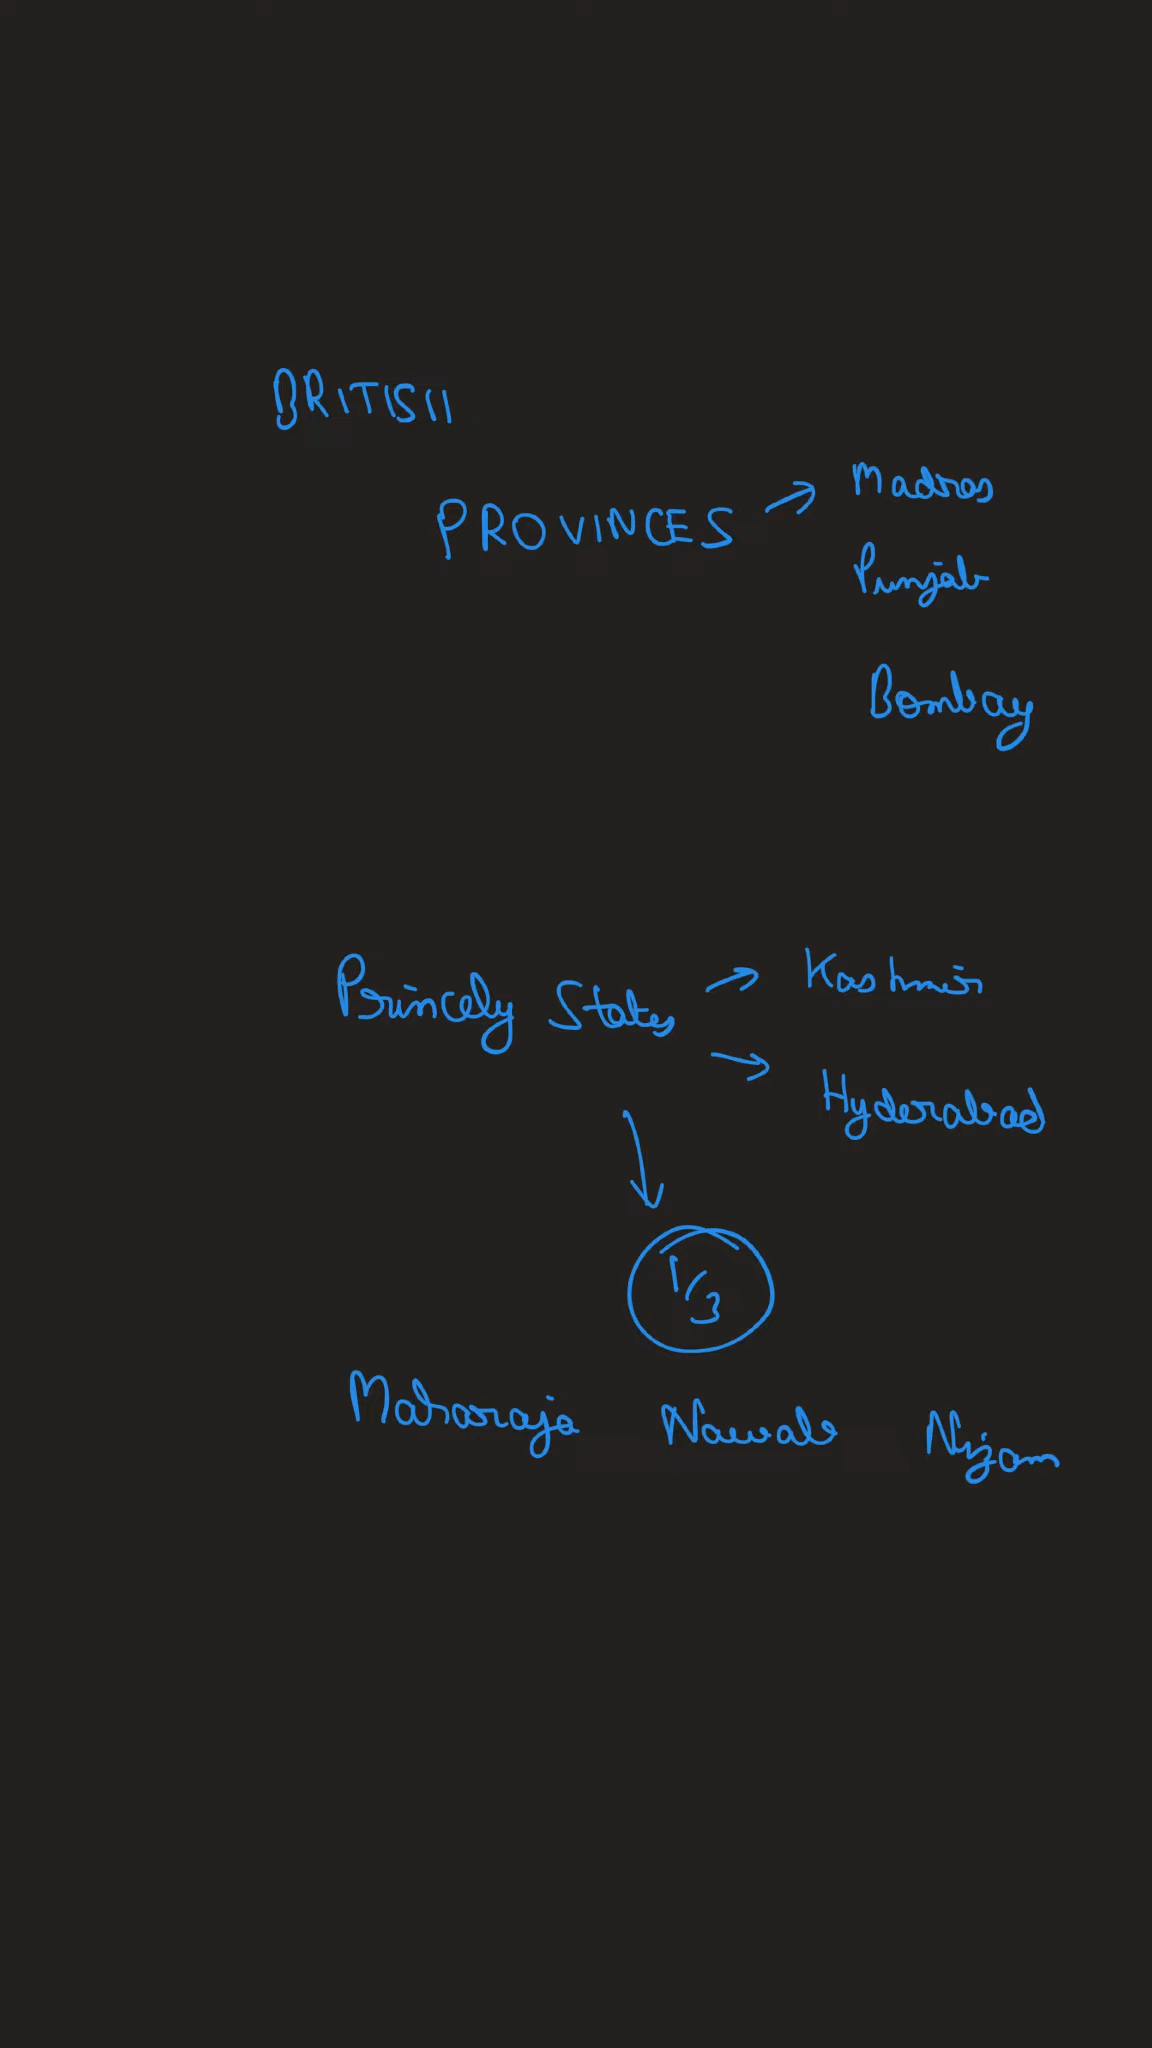 BRITISH
PROVINCES → Madras
Punjab
Bombay
Princely States → Kashmir
→ Hyderabad
↓
1/3
Maharaja Nawab Nizam